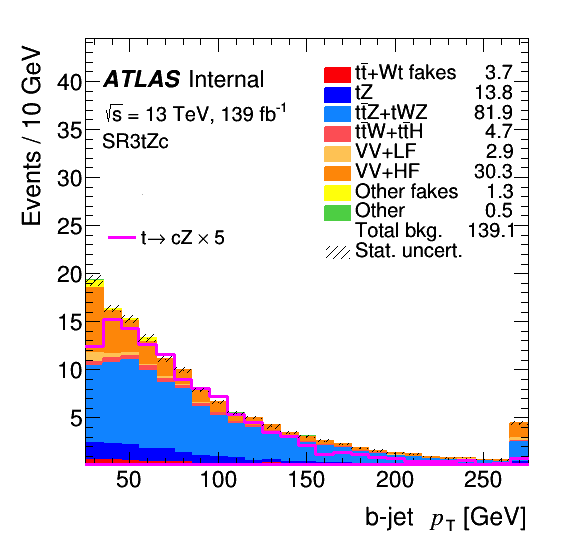 Events / 10 GeV
40
35
30
25
20
15
10
5
ATLAS Internal
√s = 13 TeV, 139 fb⁻¹
SR3tZc
t→ cZ × 5
tt̄+Wt fakes 3.7
tZ 13.8
tt̄Z+tWZ 81.9
tt̄W+tt̄H 4.7
VV+LF 2.9
VV+HF 30.3
Other fakes 1.3
Other 0.5
Total bkg. 139.1
Stat. uncert.
50 100 150 200 250
b-jet p_T [GeV]